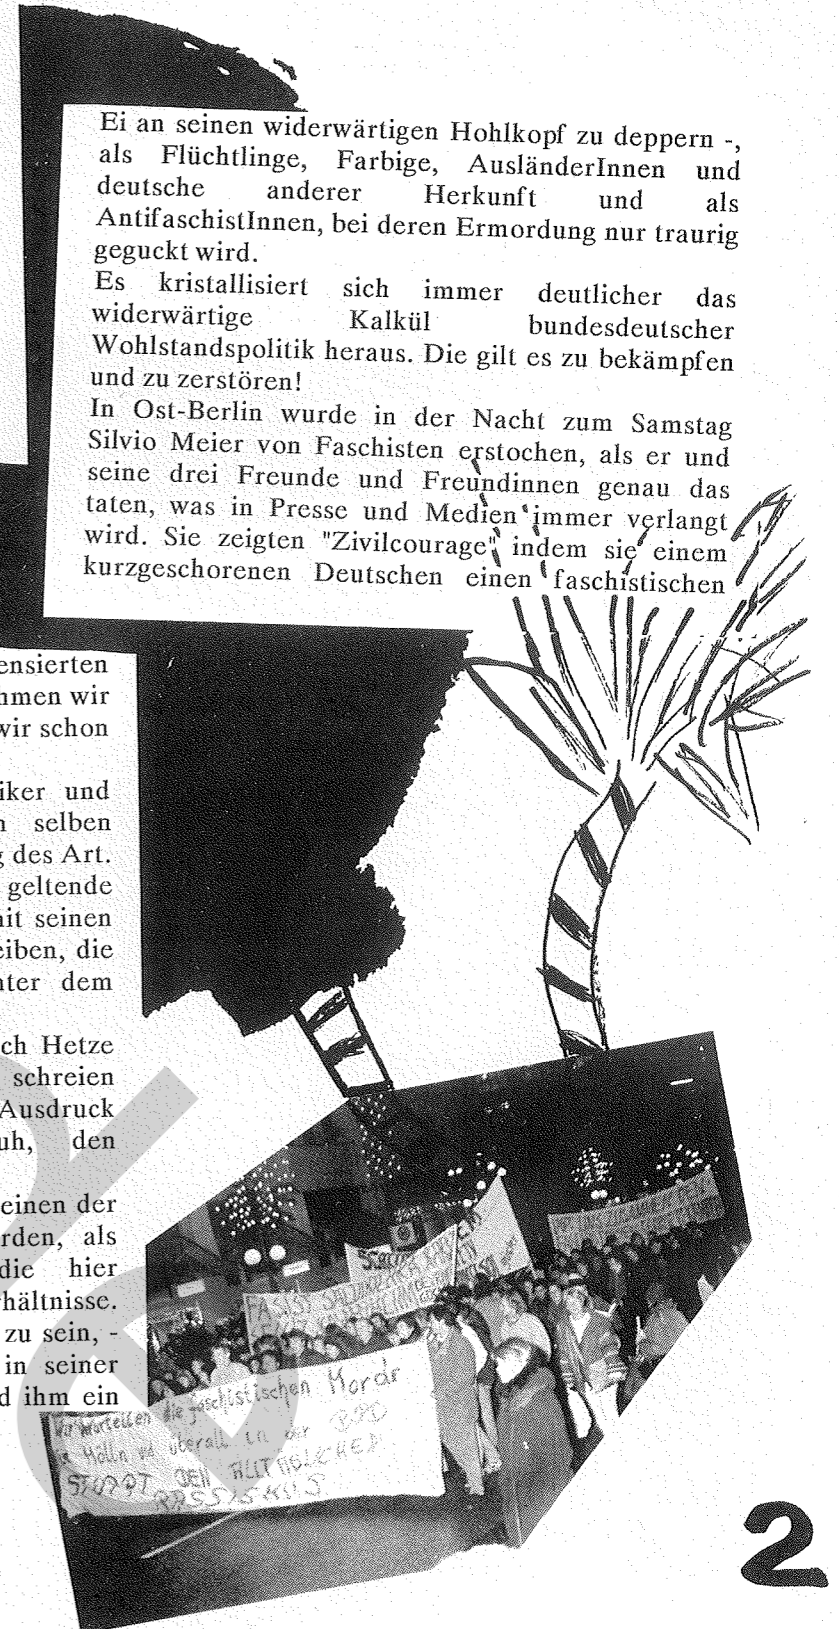 ensierten
hmen wir
wir schon
iker und
n selben
g des Art.
geltende
nit seinen
eiben, die
nter dem
ch Hetze
schreien
Ausdruck
uh, den
einen der
rden, als
die hier
rhältnisse.
zu sein, -
in seiner
d ihm ein
Ei an seinen widerwärtigen Hohlkopf zu deppern -,
als Flüchtlinge, Farbige, AusländerInnen und
deutsche anderer Herkunft und als
AntifaschistInnen, bei deren Ermordung nur traurig
geguckt wird.
Es kristallisiert sich immer deutlicher das
widerwärtige Kalkül bundesdeutscher
Wohlstandspolitik heraus. Die gilt es zu bekämpfen
und zu zerstören!
In Ost-Berlin wurde in der Nacht zum Samstag
Silvio Meier von Faschisten erstochen, als er und
seine drei Freunde und Freundinnen genau das
taten, was in Presse und Medien immer verlangt
wird. Sie zeigten "Zivilcourage", indem sie einem
kurzgeschorenen Deutschen einen faschistischen
FASIST
die faschistischen Morde
Mölln überall in der BRD
STOPPT DEN ALLTÄGLICHEN
RASSISMUS
2